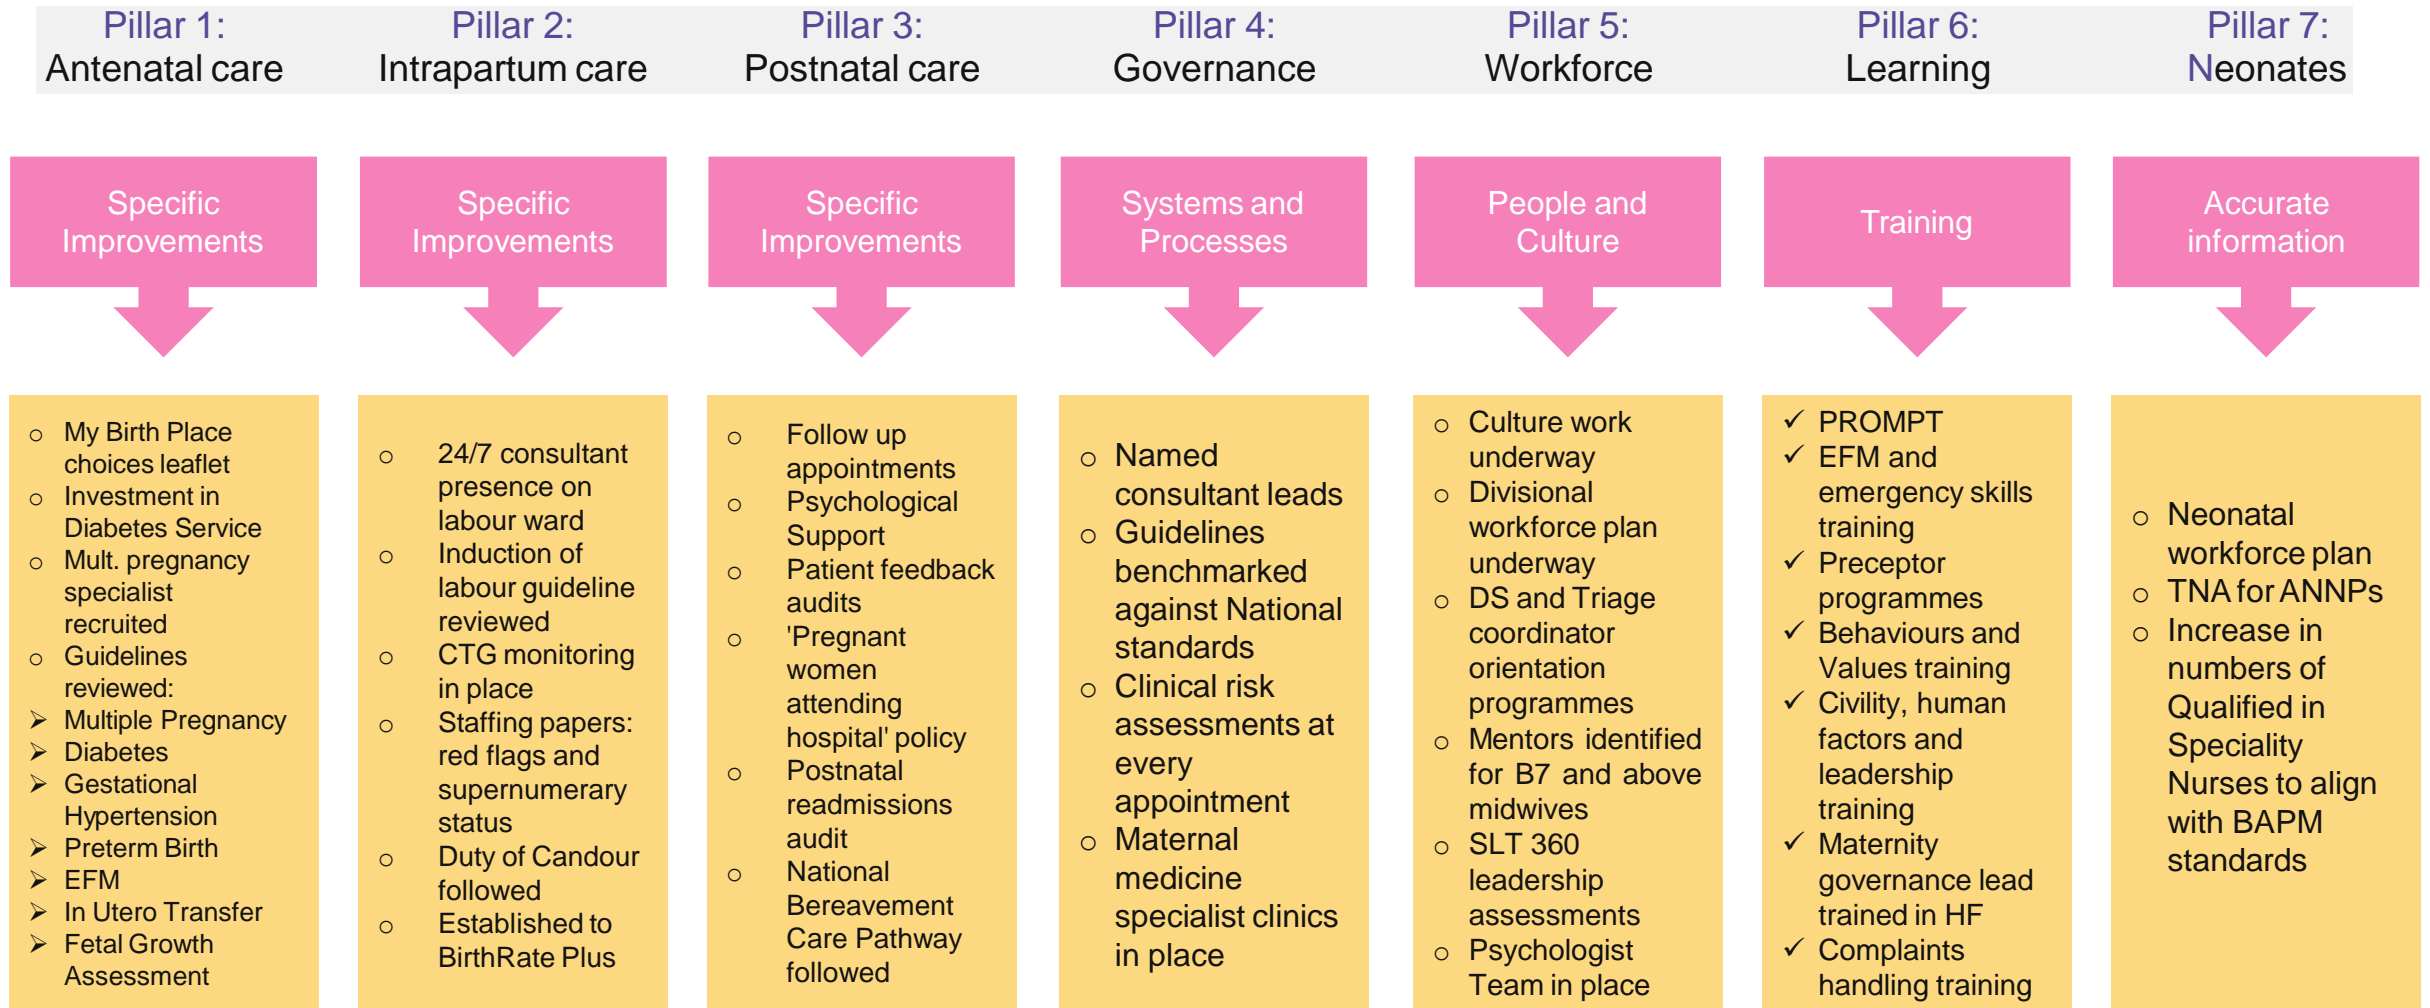 Pillar 1:
Antenatal care
Pillar 2:
Intrapartum care
Pillar 3:
Postnatal care
Pillar 4:
Governance
Pillar 5:
Workforce
Pillar 6:
Learning
Pillar 7:
Neonates
Specific
Improvements
Specific
Improvements
Specific
Improvements
Systems and
Processes
People and
Culture
Training
Accurate
information
○ My Birth Place
choices leaflet
○ Investment in
Diabetes Service
○ Mult. pregnancy
specialist
recruited
○ Guidelines
reviewed:
➢ Multiple Pregnancy
➢ Diabetes
➢ Gestational
Hypertension
➢ Preterm Birth
➢ EFM
➢ In Utero Transfer
➢ Fetal Growth
Assessment
○ 24/7 consultant
presence on
labour ward
○ Induction of
labour guideline
reviewed
○ CTG monitoring
in place
○ Staffing papers:
red flags and
supernumerary
status
○ Duty of Candour
followed
○ Established to
BirthRate Plus
○ Follow up
appointments
○ Psychological
Support
○ Patient feedback
audits
○ 'Pregnant
women
attending
hospital' policy
○ Postnatal
readmissions
audit
○ National
Bereavement
Care Pathway
followed
○ Named
consultant leads
○ Guidelines
benchmarked
against National
standards
○ Clinical risk
assessments at
every
appointment
○ Maternal
medicine
specialist clinics
in place
○ Culture work
underway
○ Divisional
workforce plan
underway
○ DS and Triage
coordinator
orientation
programmes
○ Mentors identified
for B7 and above
midwives
○ SLT 360
leadership
assessments
○ Psychologist
Team in place
✓ PROMPT
✓ EFM and
emergency skills
training
✓ Preceptor
programmes
✓ Behaviours and
Values training
✓ Civility, human
factors and
leadership
training
✓ Maternity
governance lead
trained in HF
✓ Complaints
handling training
○ Neonatal
workforce plan
○ TNA for ANNPs
○ Increase in
numbers of
Qualified in
Speciality
Nurses to align
with BAPM
standards